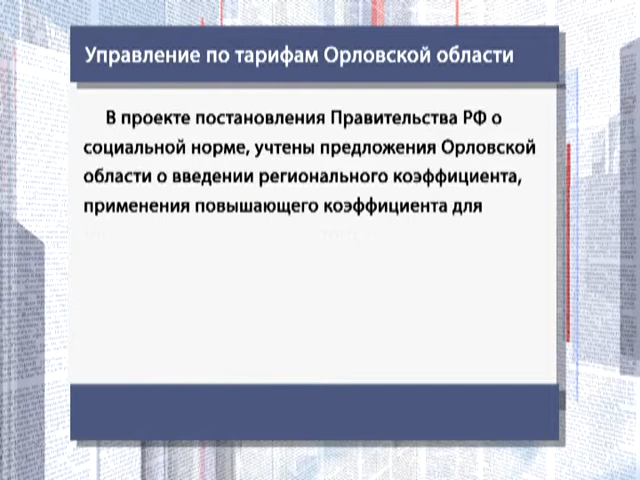 Управление по тарифам Орловской области
В проекте постановления Правительства РФ о
социальной норме, учтены предложения Орловской
области о введении регионального коэффициента,
применения повышающего коэффициента для